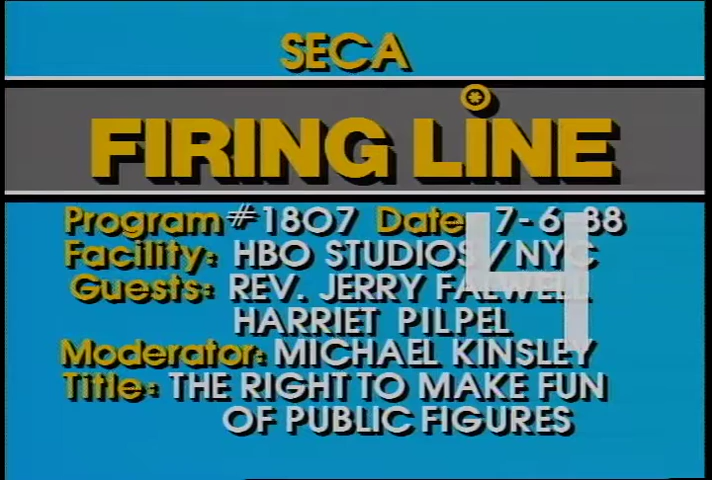 SECA
FIRING LINE
Program #1807 Date 7-6-88
Facility: HBO STUDIOS/NYC
Guests: REV. JERRY FALWELL
HARRIET PILPEL
Moderator: MICHAEL KINSLEY
Title: THE RIGHT TO MAKE FUN
OF PUBLIC FIGURES
4